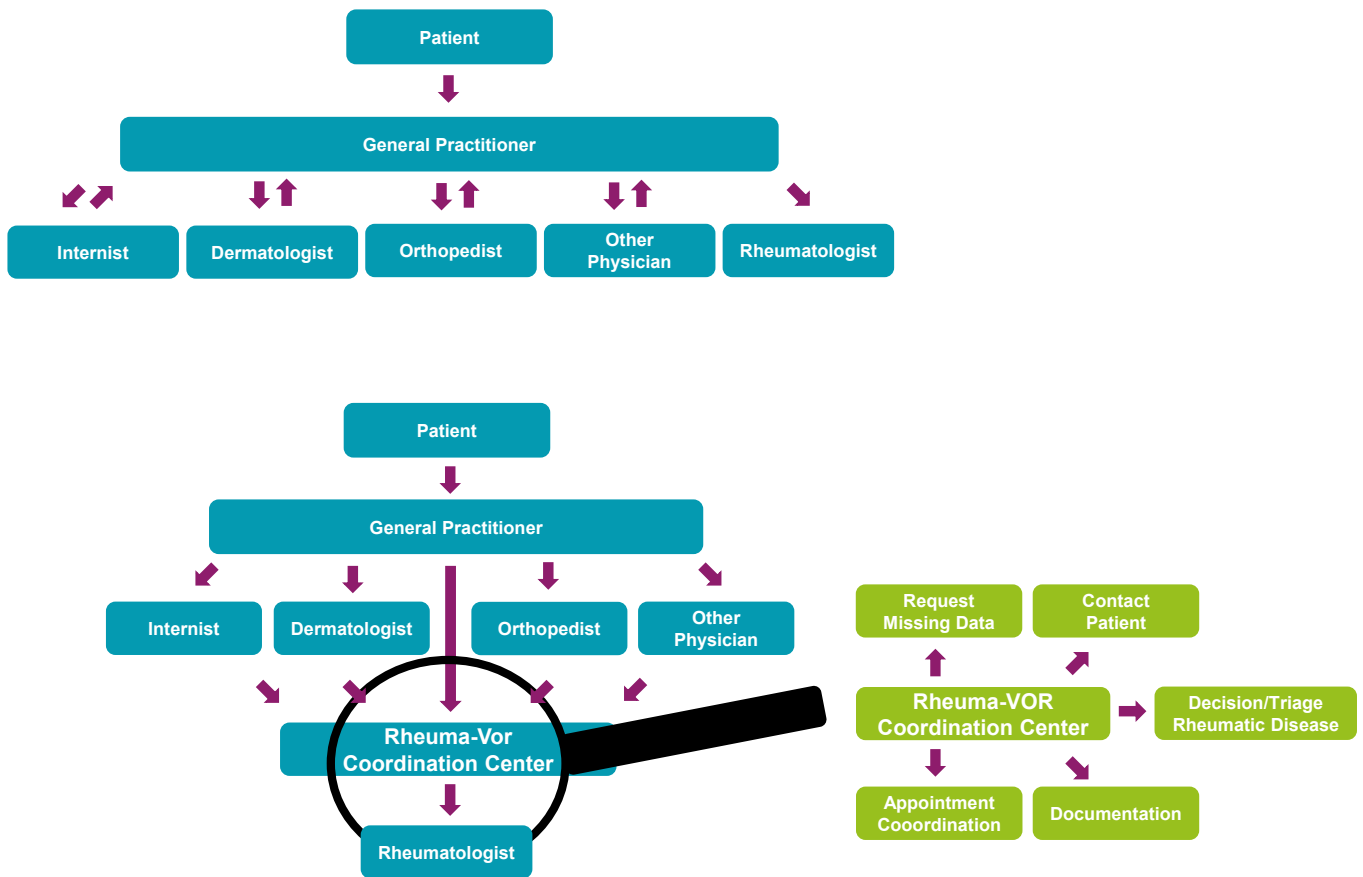 Patient
General Practitioner
Internist
Dermatologist
Orthopedist
Other
Physician
Rheumatologist
Patient
General Practitioner
Internist
Dermatologist
Orthopedist
Other
Physician
Rheuma-Vor
Coordination Center
Rheumatologist
Request
Missing Data
Contact
Patient
Rheuma-VOR
Coordination Center
Decision/Triage
Rheumatic Disease
Appointment
Cooordination
Documentation